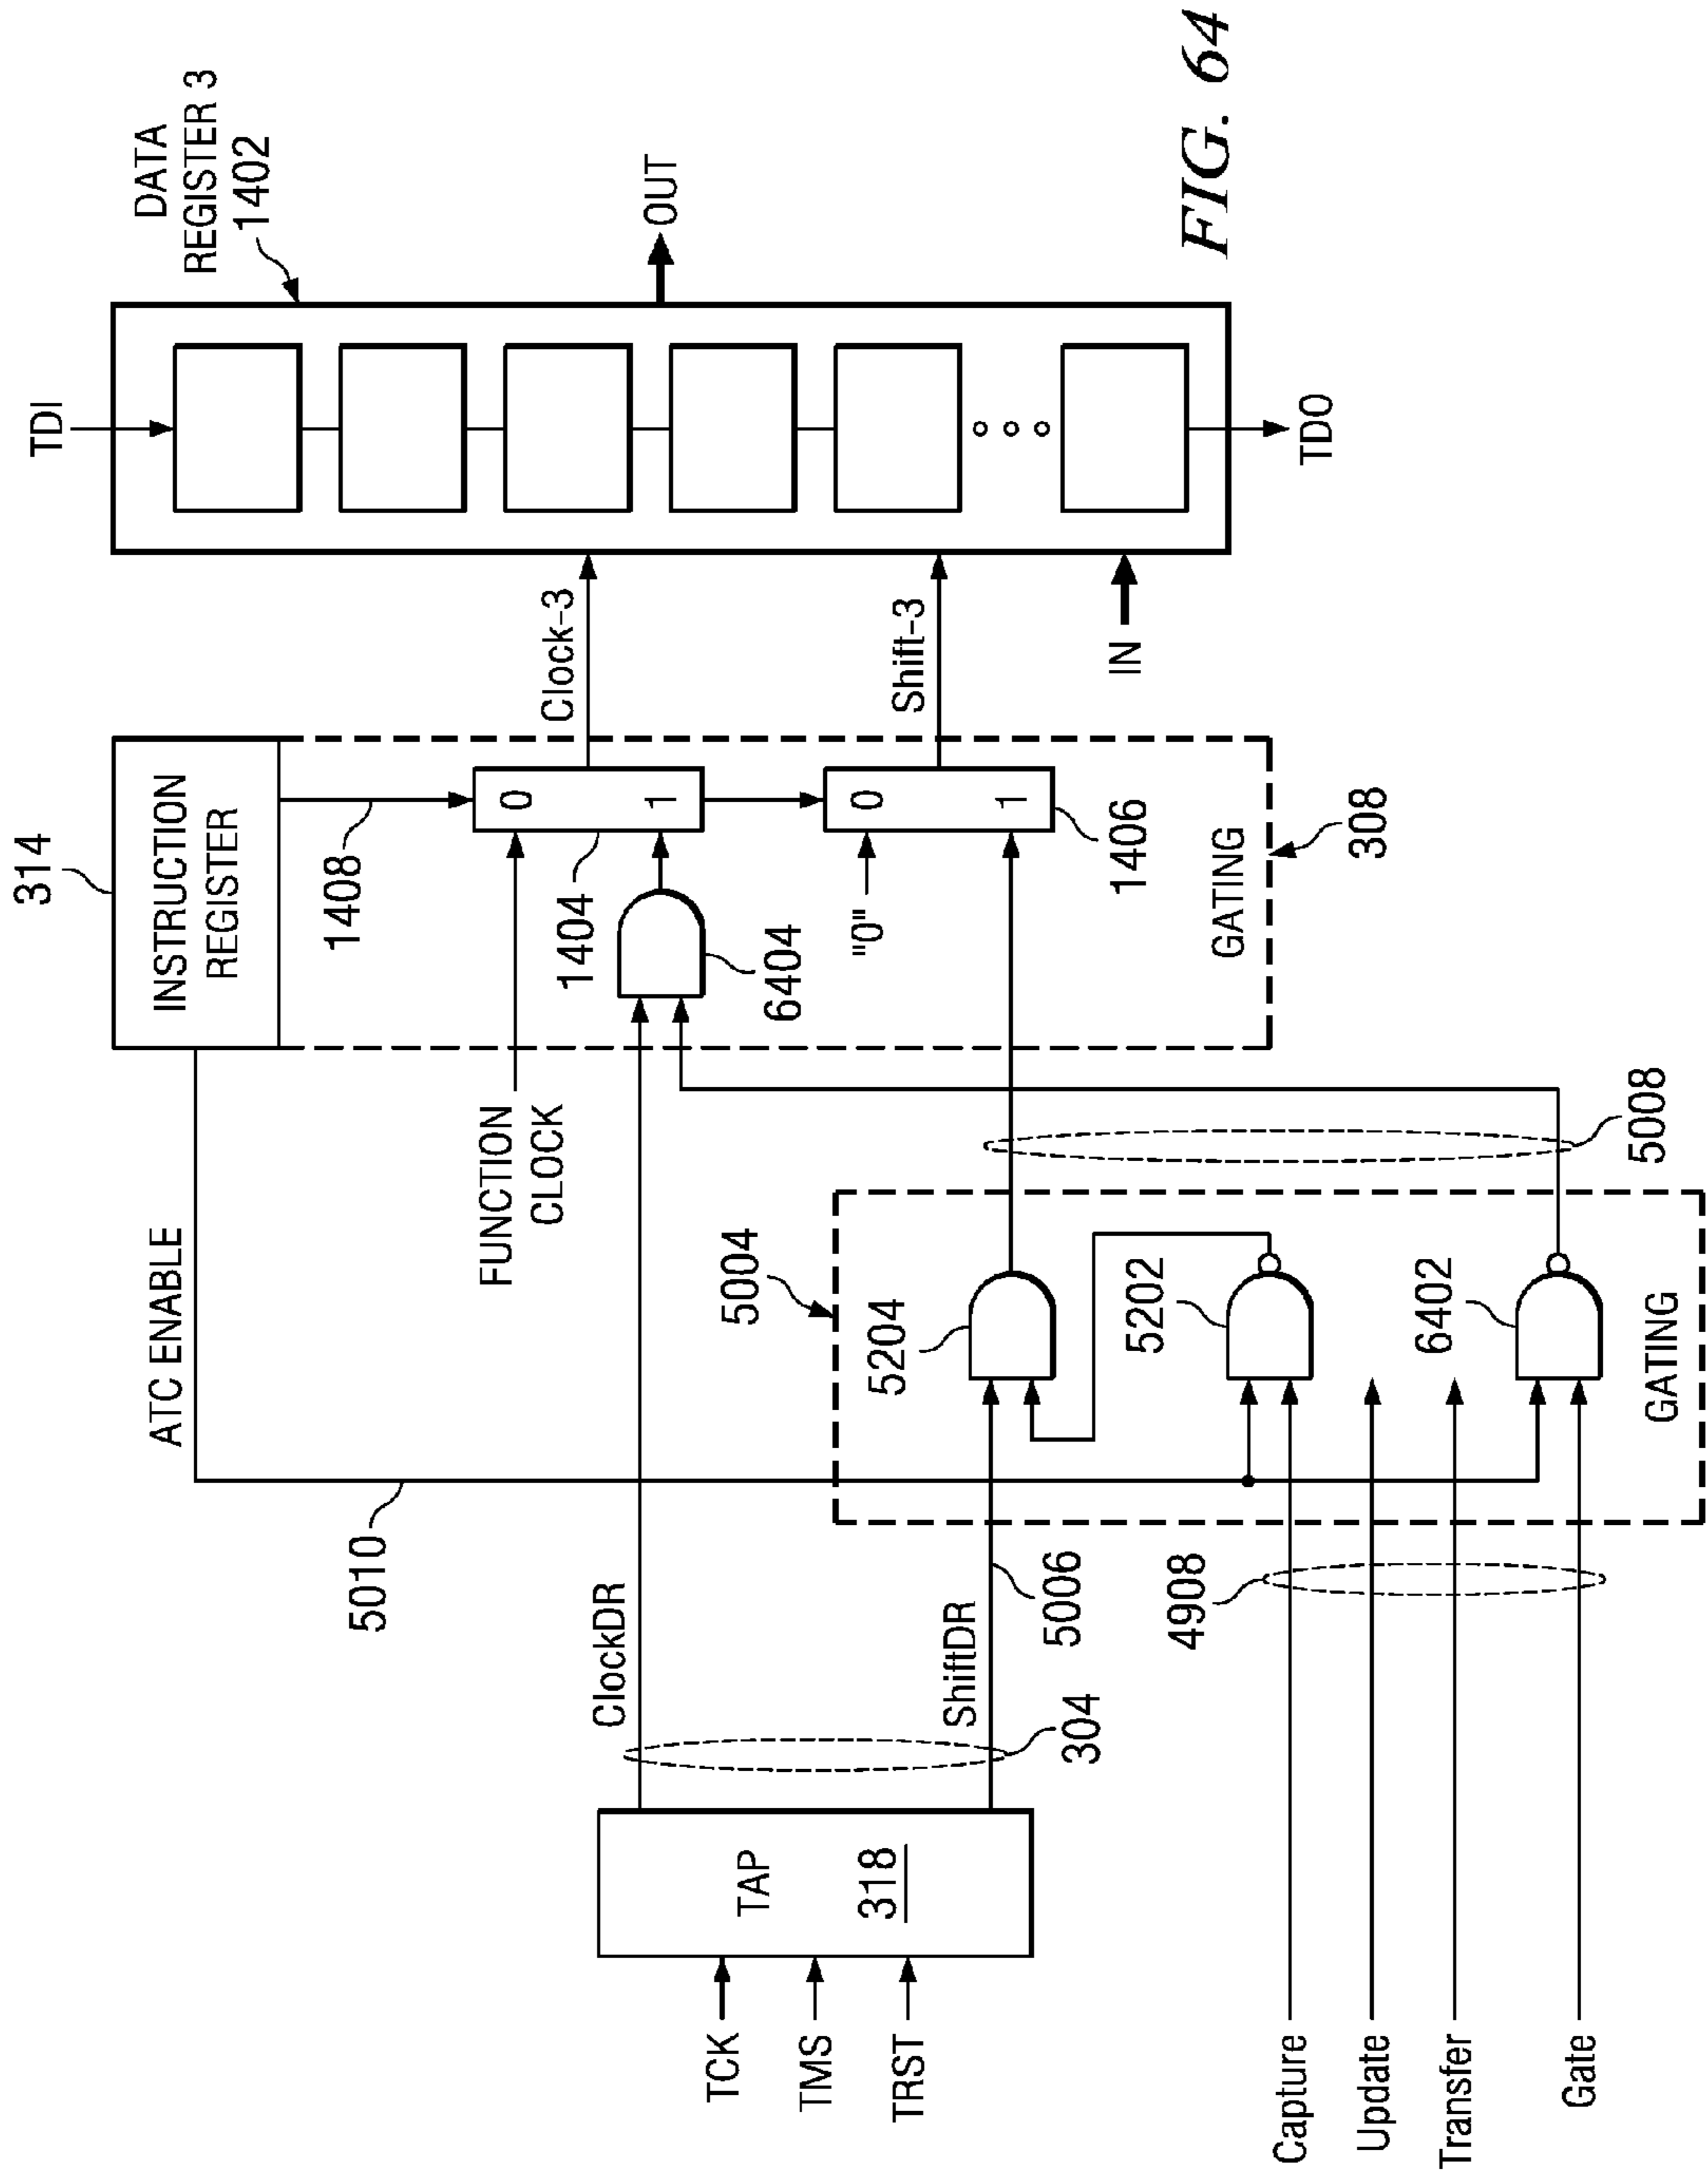 DATA
REGISTER 3
1402
TDI
OUT
TDO
IN
Clock-3
Shift-3
314
INSTRUCTION
REGISTER
1408
0
1
1404
6404
0
1
"0"
1406
GATING
308
FUNCTION
CLOCK
ATC ENABLE
5010
5004
5204
5202
6402
GATING
5008
ClockDR
ShiftDR
5006
304
4908
TAP
318
TCK
TMS
TRST
Capture
Update
Transfer
Gate
FIG. 64